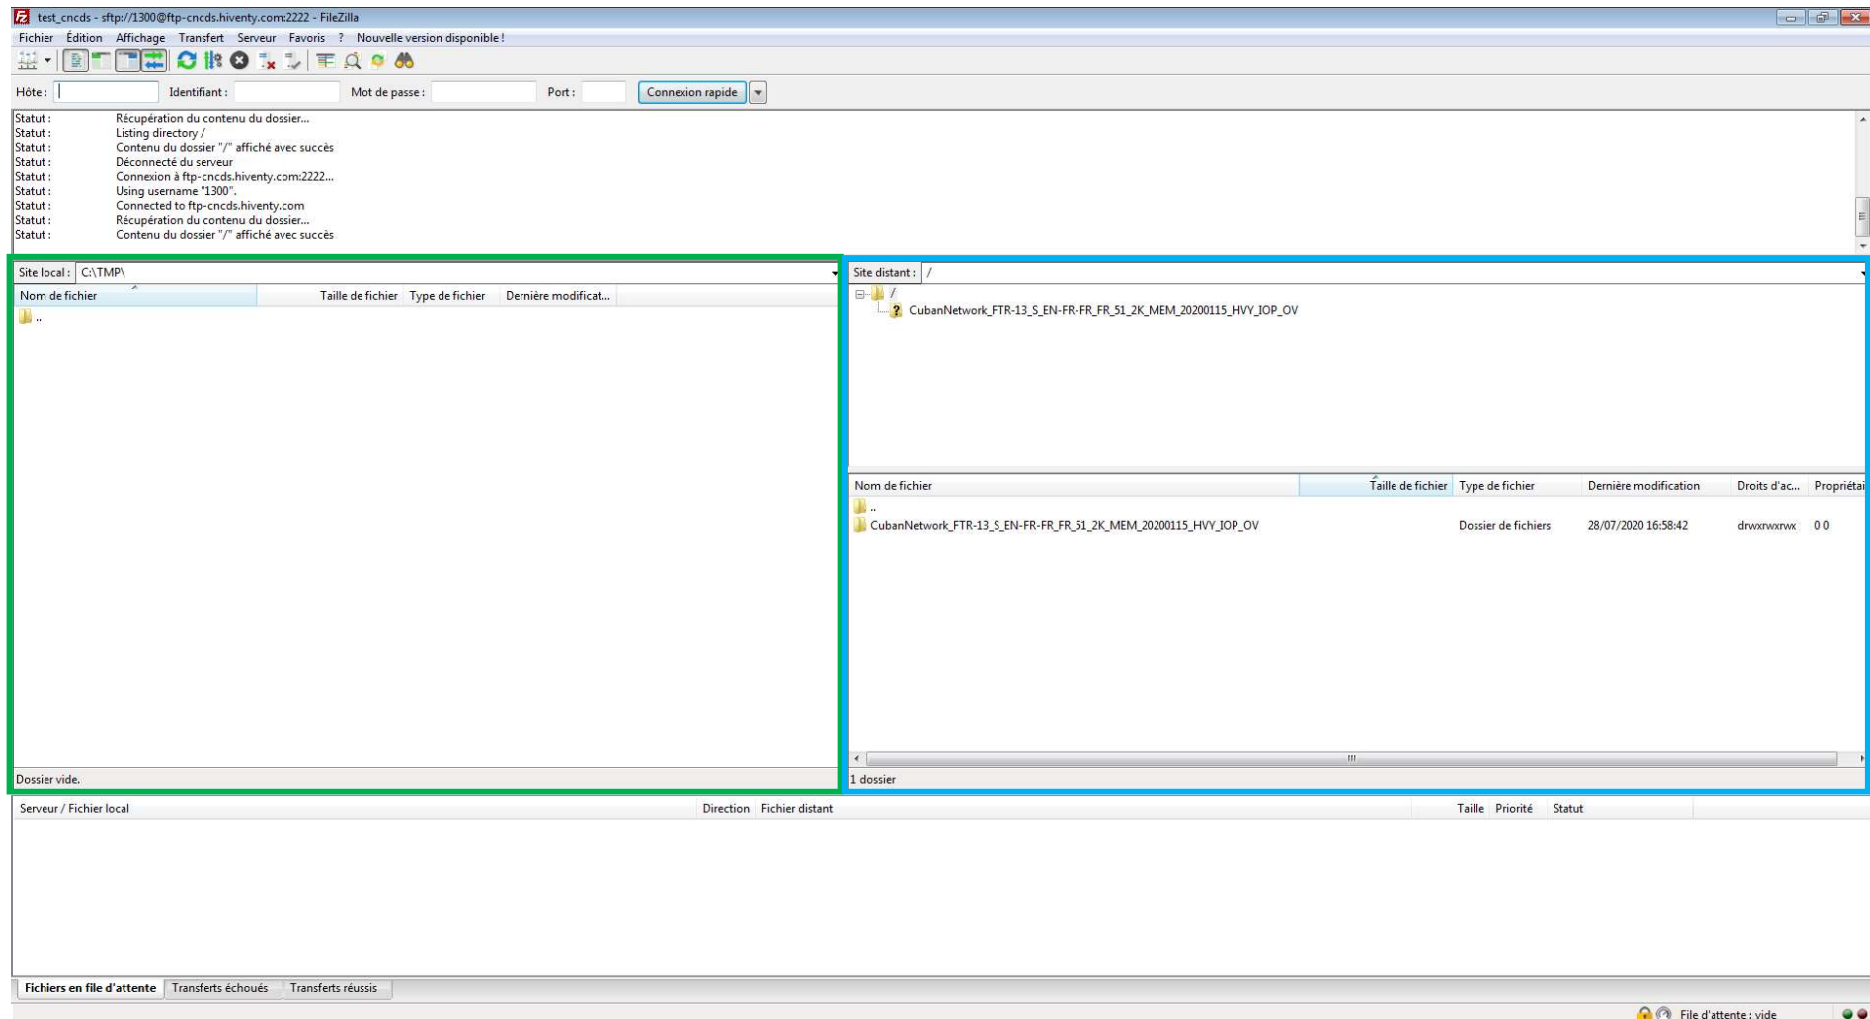 test_cncds - sftp://1300@ftp-cncds.hiventy.com:2222 - FileZilla
Fichier Édition Affichage Transfert Serveur Favoris ? Nouvelle version disponible !
Hôte : Identifiant : Mot de passe : Port : Connexion rapide
Statut : Récupération du contenu du dossier...
Statut : Listing directory /
Statut : Contenu du dossier "/" affiché avec succès
Statut : Déconnecté du serveur
Statut : Connexion à ftp-cncds.hiventy.com:2222...
Statut : Using username "1300".
Statut : Connected to ftp-cncds.hiventy.com
Statut : Récupération du contenu du dossier...
Statut : Contenu du dossier "/" affiché avec succès
Site local : C:\TMP\
Nom de fichier Taille de fichier Type de fichier Dernière modificat...
..
Dossier vide.
Site distant : /
/
CubanNetwork_FTR-13_S_EN-FR-FR_FR_51_2K_MEM_20200115_HVY_IOP_OV
Nom de fichier Taille de fichier Type de fichier Dernière modification Droits d'ac... Propriétai
..
CubanNetwork_FTR-13_S_EN-FR-FR_FR_51_2K_MEM_20200115_HVY_IOP_OV Dossier de fichiers 28/07/2020 16:58:42 drwxrwxrwx 0 0
1 dossier
Serveur / Fichier local Direction Fichier distant Taille Priorité Statut
Fichiers en file d'attente Transferts échoués Transferts réussis
File d'attente : vide